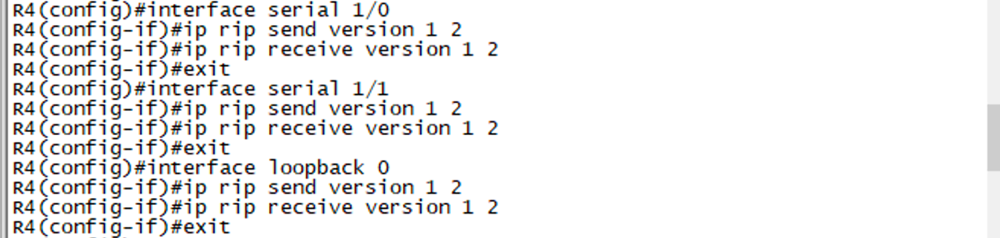 R4(config)#interface serial 1/0
R4(config-if)#ip rip send version 1 2
R4(config-if)#ip rip receive version 1 2
R4(config-if)#exit
R4(config)#interface serial 1/1
R4(config-if)#ip rip send version 1 2
R4(config-if)#ip rip receive version 1 2
R4(config-if)#exit
R4(config)#interface loopback 0
R4(config-if)#ip rip send version 1 2
R4(config-if)#ip rip receive version 1 2
R4(config-if)#exit